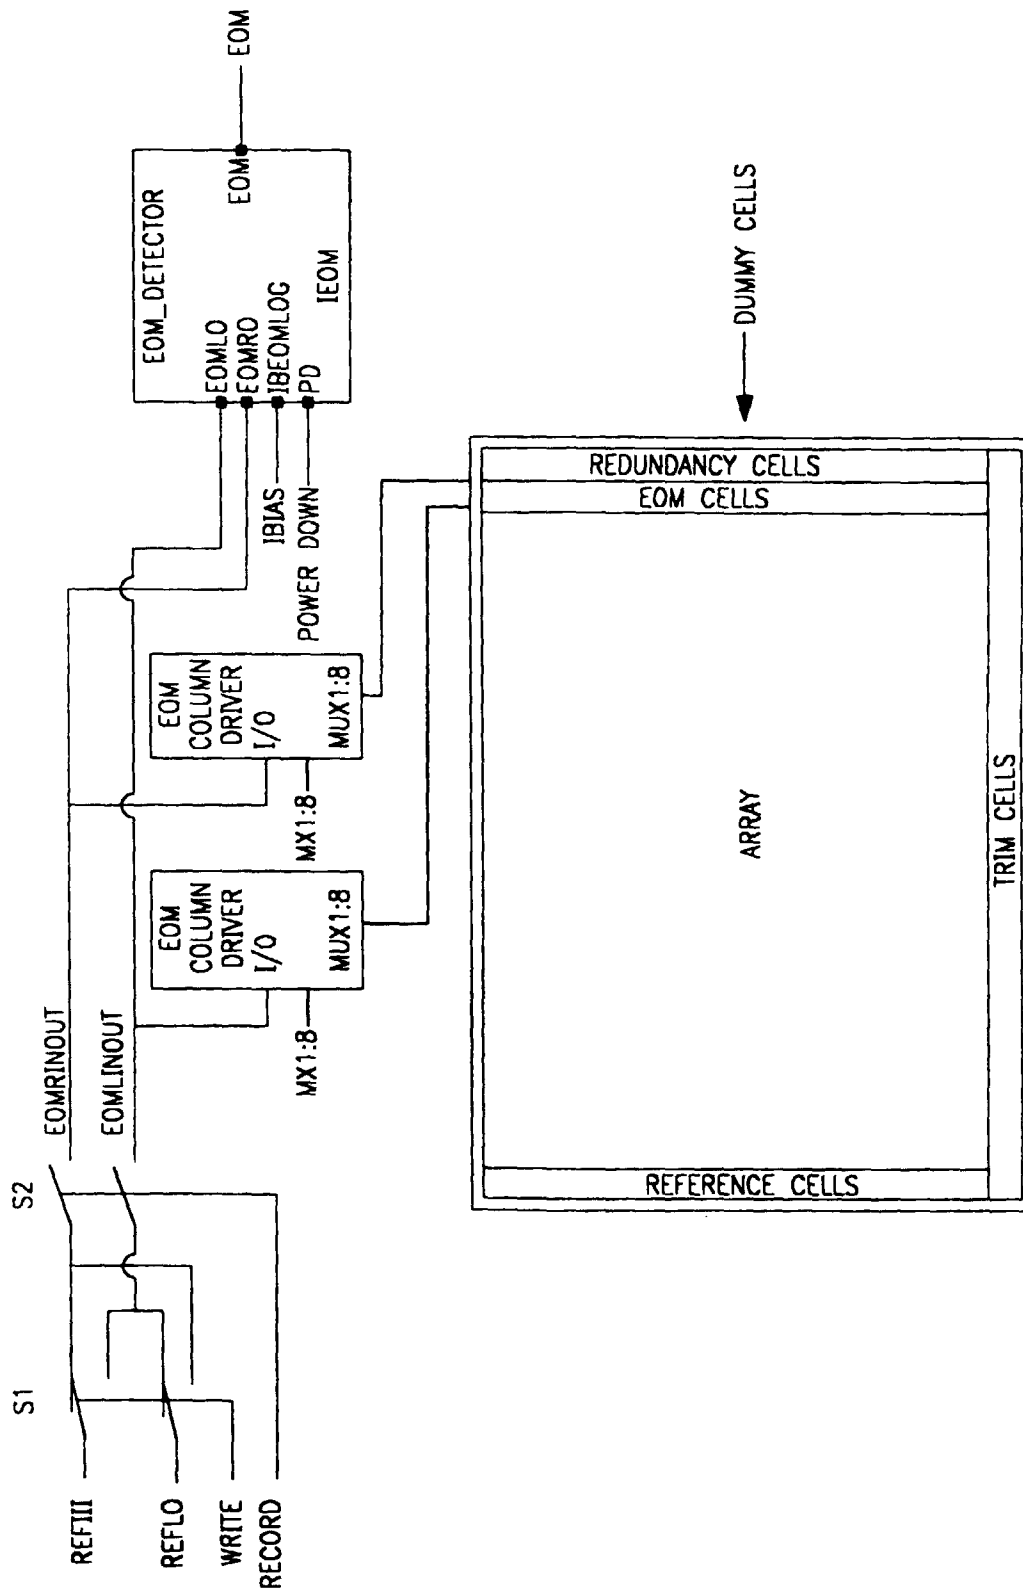 S1
S2
REFIII
REFLO
WRITE
RECORD
EOMRINOUT
EOMLINOUT
EOM
COLUMN
DRIVER
I/O
MUX1:8
MX1:8
EOM
COLUMN
DRIVER
I/O
MUX1:8
MX1:8
IBIAS
POWER DOWN
EOM_DETECTOR
EOMLO
EOMRO
IBEOMLOG
PD
EOM
IEOM
EOM
REFERENCE CELLS
ARRAY
EOM CELLS
REDUNDANCY CELLS
TRIM CELLS
DUMMY CELLS